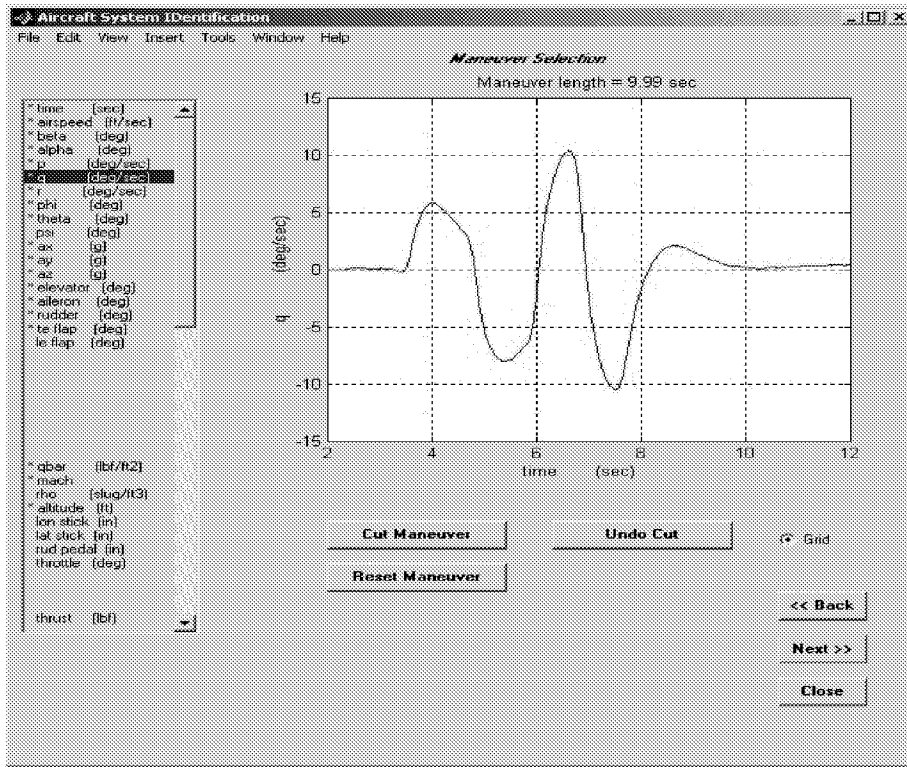 Aircraft System IDentification
File Edit View Insert Tools Window Help
Maneuver Selection
Maneuver length = 9.99 sec
* time (sec)
* airspeed (ft/sec)
* beta (deg)
* alpha (deg)
* p (deg/sec)
* q (deg/sec)
* r (deg/sec)
* phi (deg)
* theta (deg)
psi (deg)
* ax (g)
* ay (g)
* az (g)
* elevator (deg)
* aileron (deg)
* rudder (deg)
* te flap (deg)
le flap (deg)
* qbar (lbf/ft2)
* mach
rho (slug/ft3)
* altitude (ft)
lon stick (in)
lat stick (in)
rud pedal (in)
throttle (deg)
thrust (lbf)
15
10
5
0
-5
-10
-15
q (deg/sec)
2 4 6 8 10 12
time (sec)
Cut Maneuver Undo Cut Grid
Reset Maneuver
<< Back
Next >>
Close